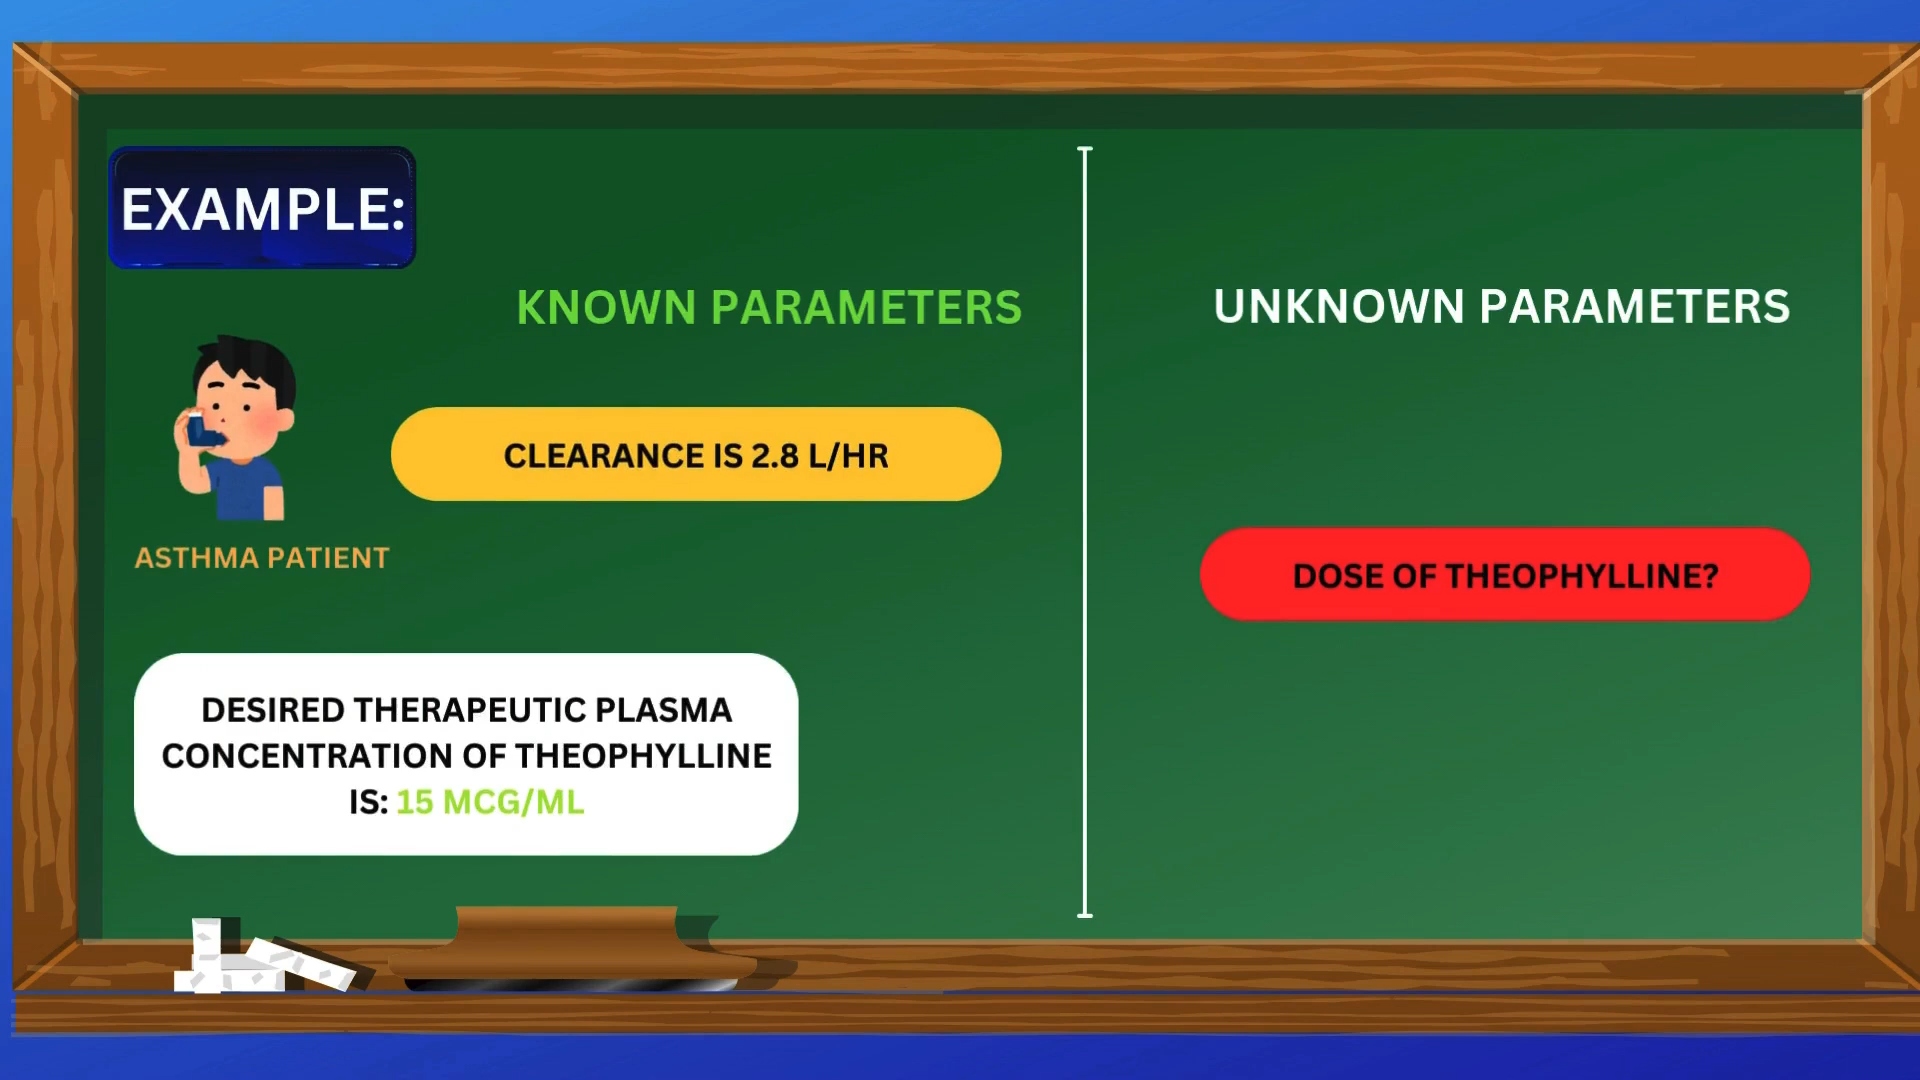 EXAMPLE:
KNOWN PARAMETERS
CLEARANCE IS 2.8 L/HR
ASTHMA PATIENT
DESIRED THERAPEUTIC PLASMA
CONCENTRATION OF THEOPHYLLINE
IS: 15 MCG/ML
UNKNOWN PARAMETERS
DOSE OF THEOPHYLLINE?